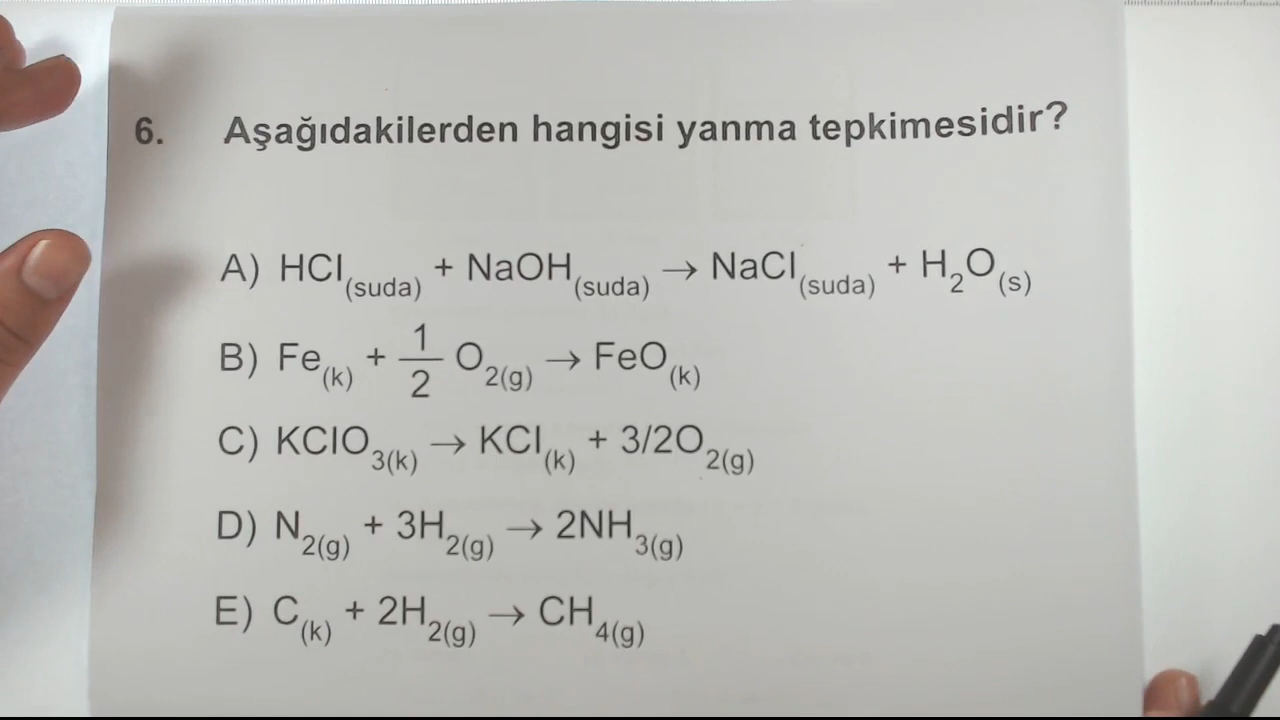 6. Aşağıdakilerden hangisi yanma tepkimesidir?
A) HCl(suda) + NaOH(suda) → NaCl(suda) + H2O(s)
B) Fe(k) + 1/2 O2(g) → FeO(k)
C) KClO3(k) → KCl(k) + 3/2O2(g)
D) N2(g) + 3H2(g) → 2NH3(g)
E) C(k) + 2H2(g) → CH4(g)